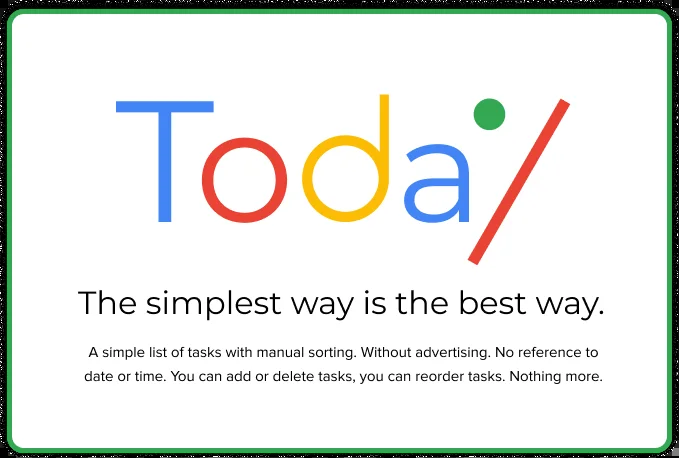 Today
The simplest way is the best way.
A simple list of tasks with manual sorting. Without advertising. No reference to
date or time. You can add or delete tasks, you can reorder tasks. Nothing more.